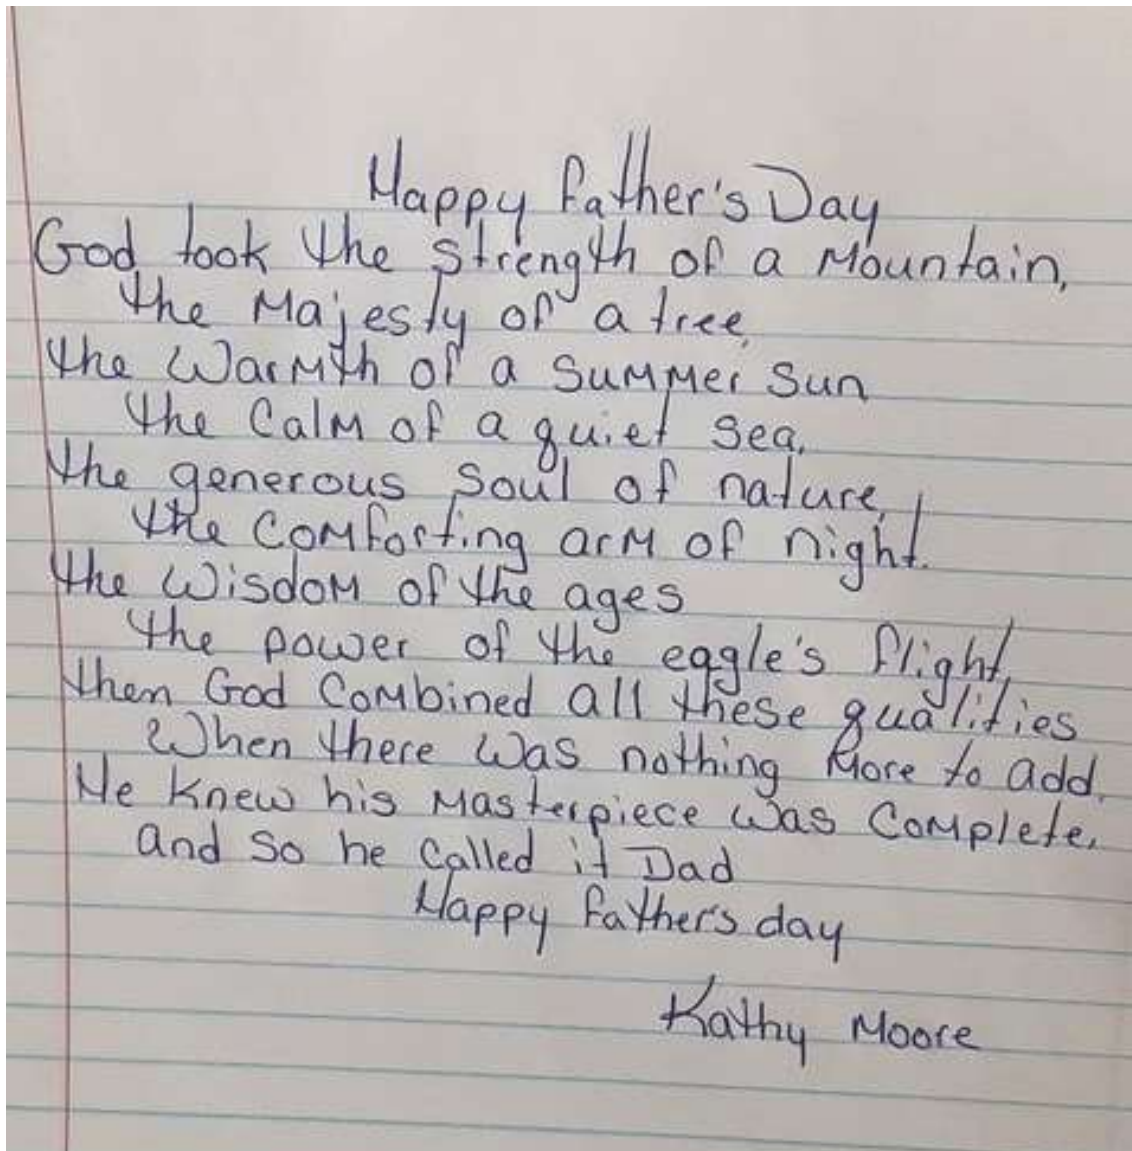 Happy Father's Day
God took the strength of a Mountain,
the Majesty of a tree,
the Warmth of a Summer Sun
the Calm of a quiet sea,
the generous Soul of nature,
the Comforting arm of night.
the Wisdom of the ages
the power of the eagle's flight,
then God Combined all these qualities
When there was nothing More to add,
He knew his Masterpiece was Complete,
and so he Called it Dad
Happy Father's day
Kathy Moore